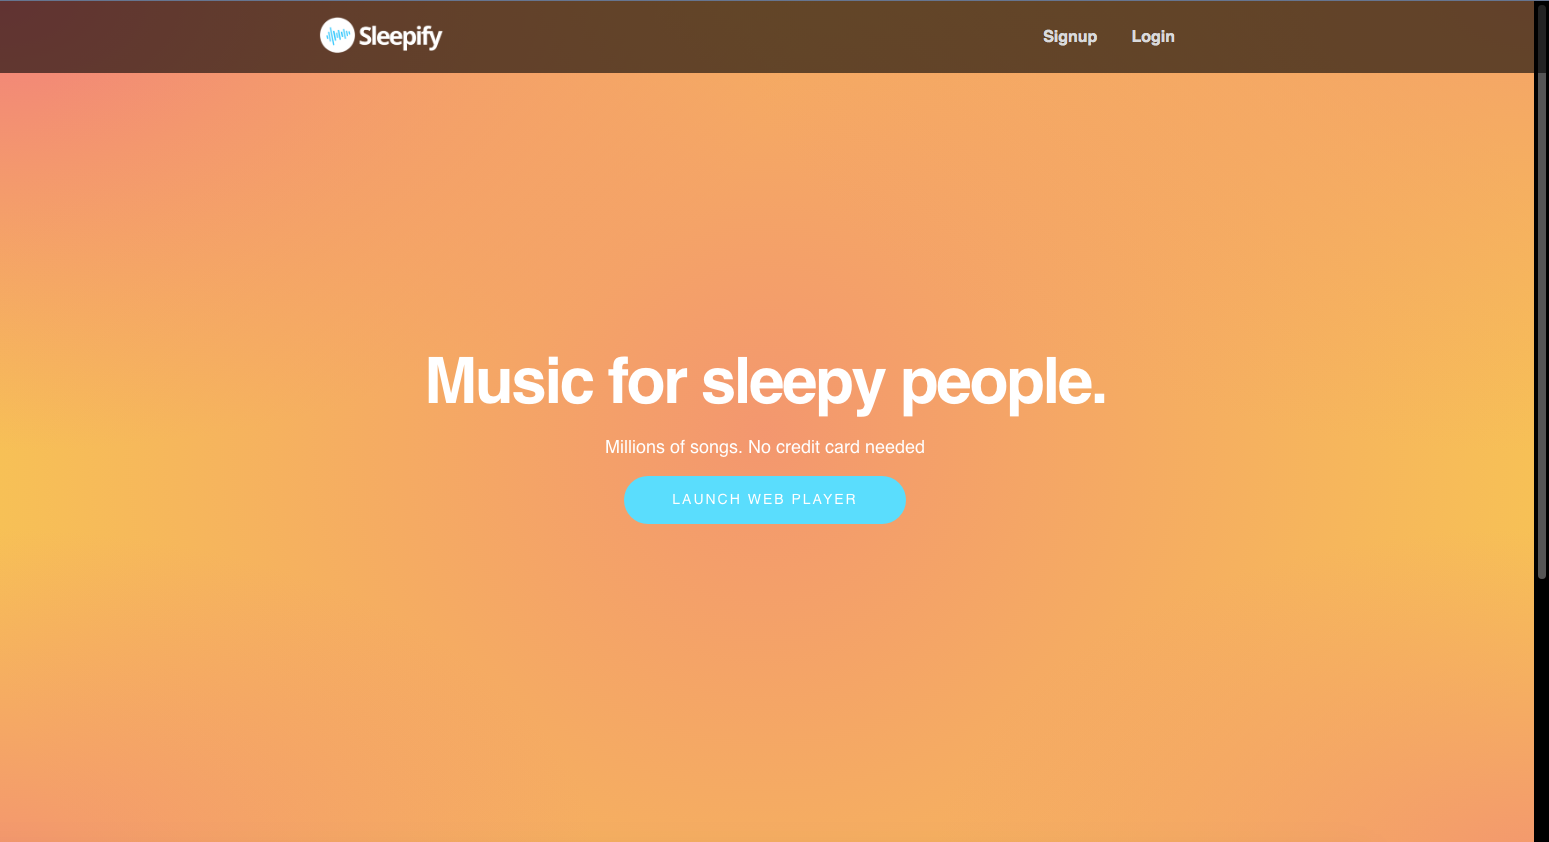 Sleepify
Signup
Login
Music for sleepy people.
Millions of songs. No credit card needed
LAUNCH WEB PLAYER